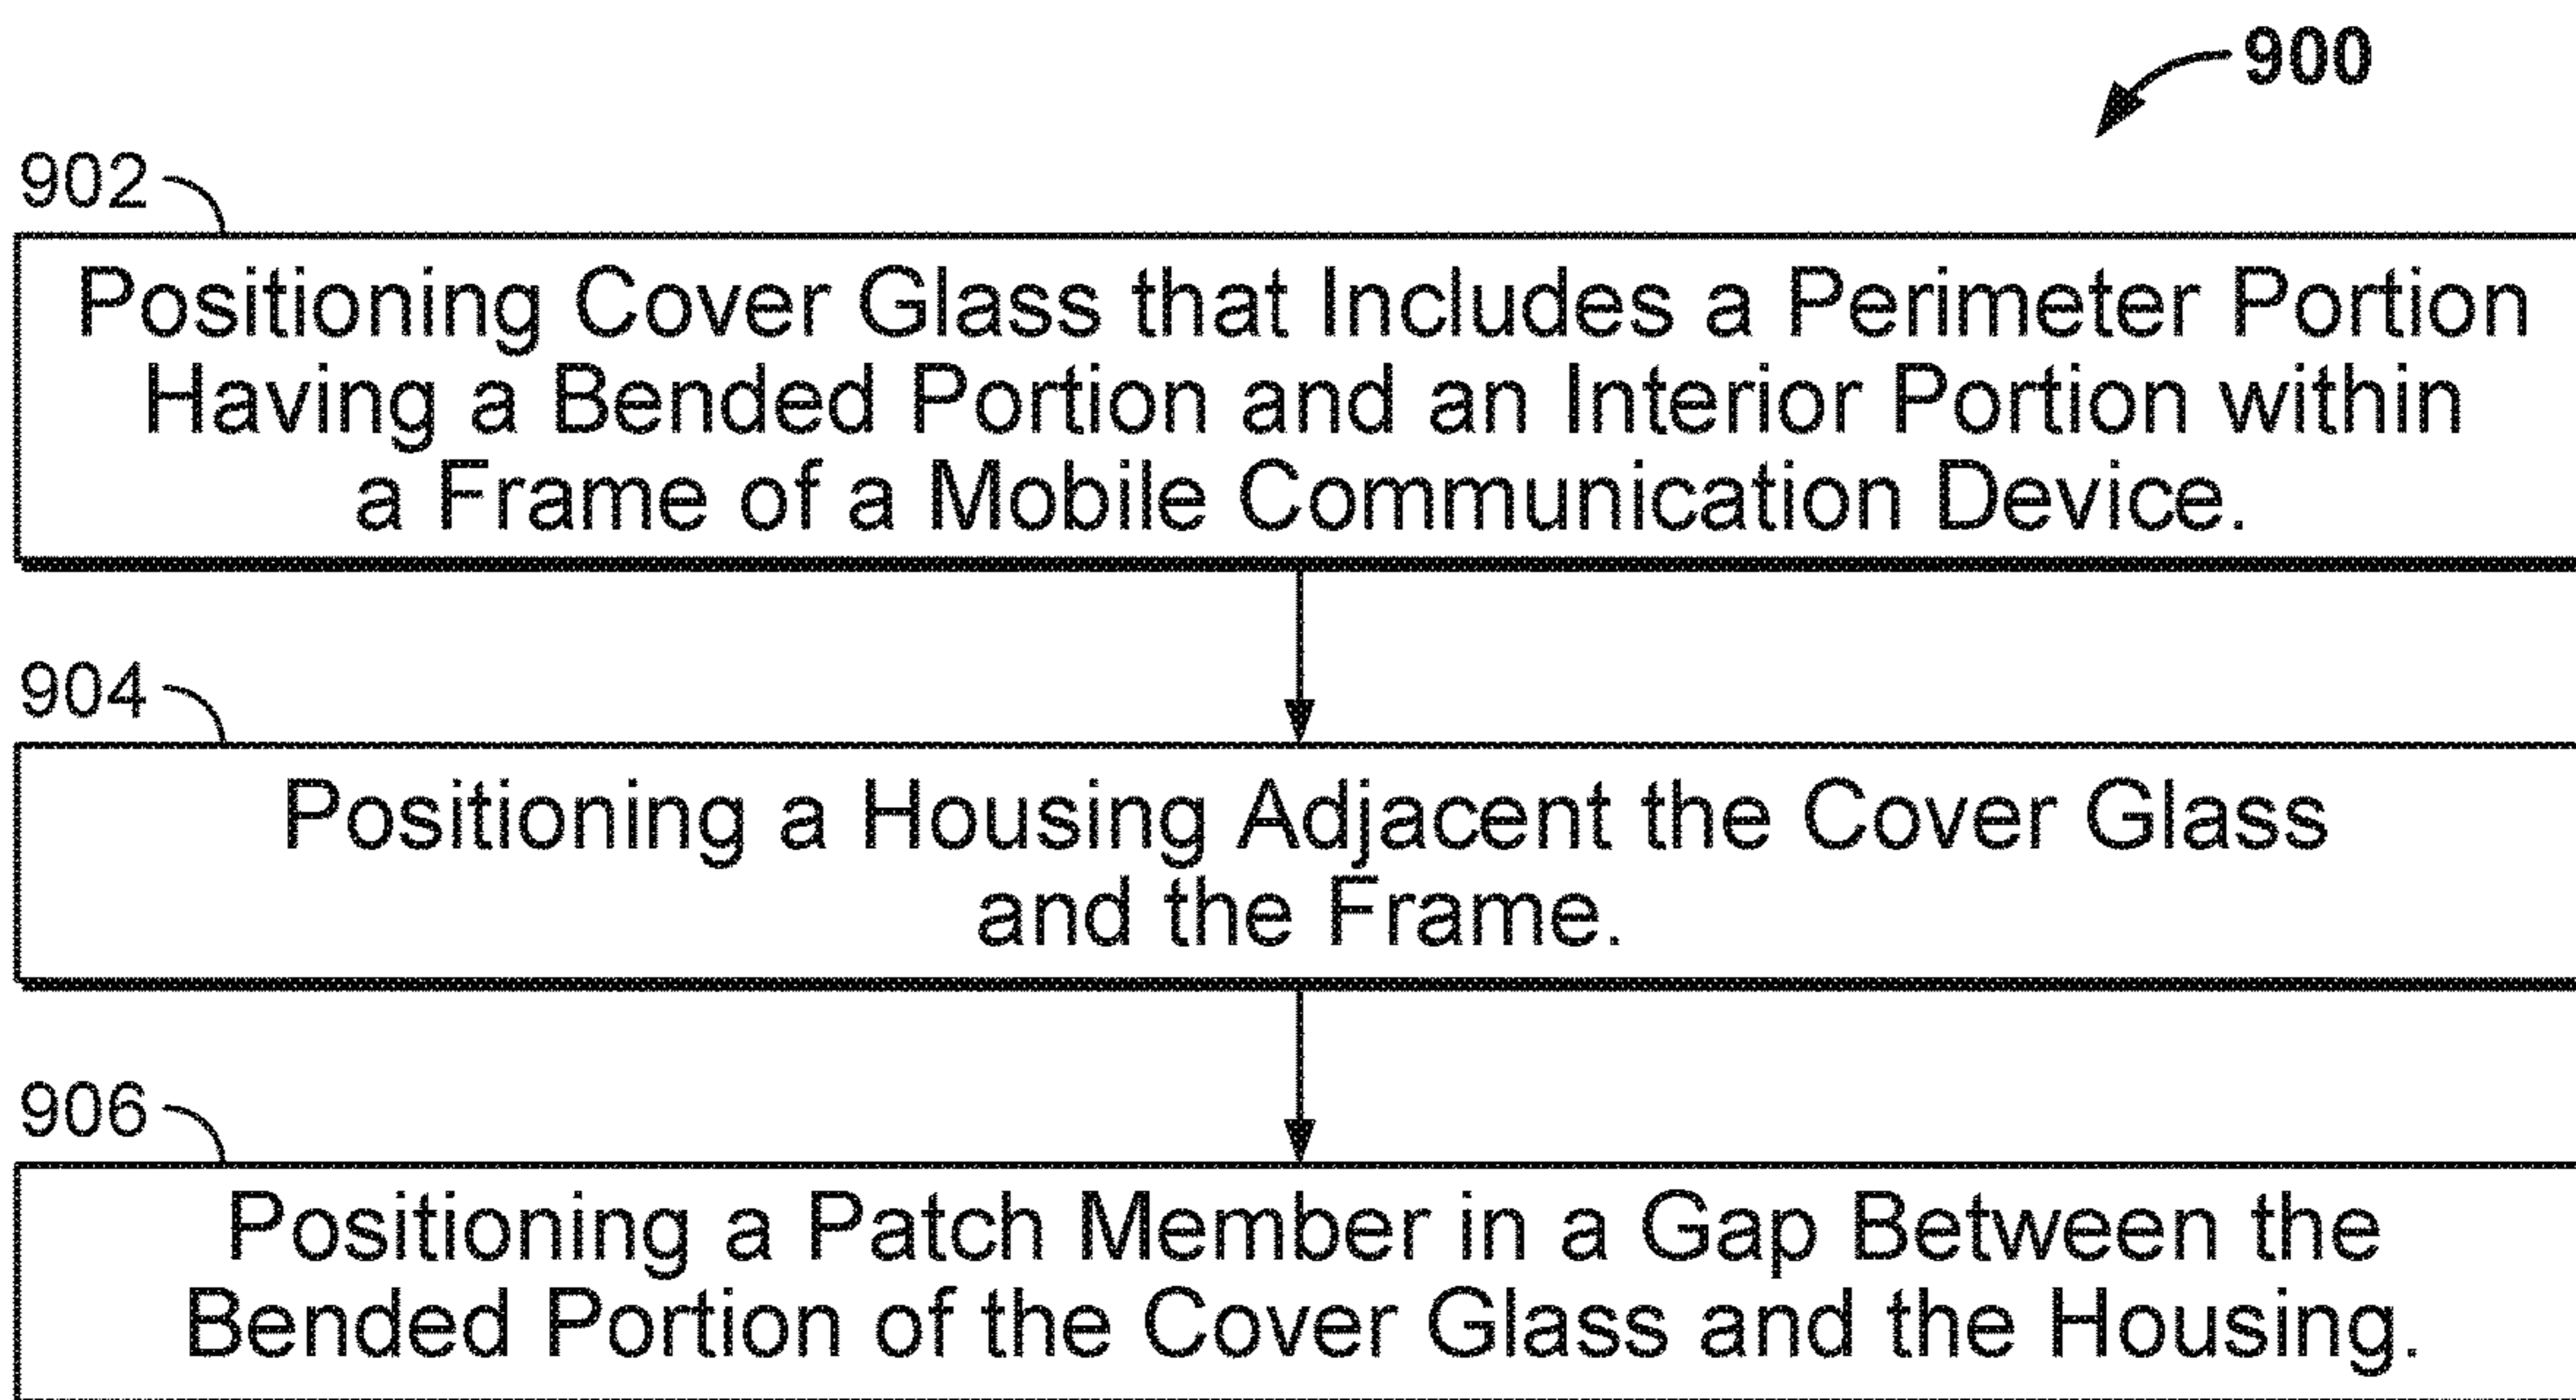 900
902
Positioning Cover Glass that Includes a Perimeter Portion
Having a Bended Portion and an Interior Portion within
a Frame of a Mobile Communication Device.
904
Positioning a Housing Adjacent the Cover Glass
and the Frame.
906
Positioning a Patch Member in a Gap Between the
Bended Portion of the Cover Glass and the Housing.